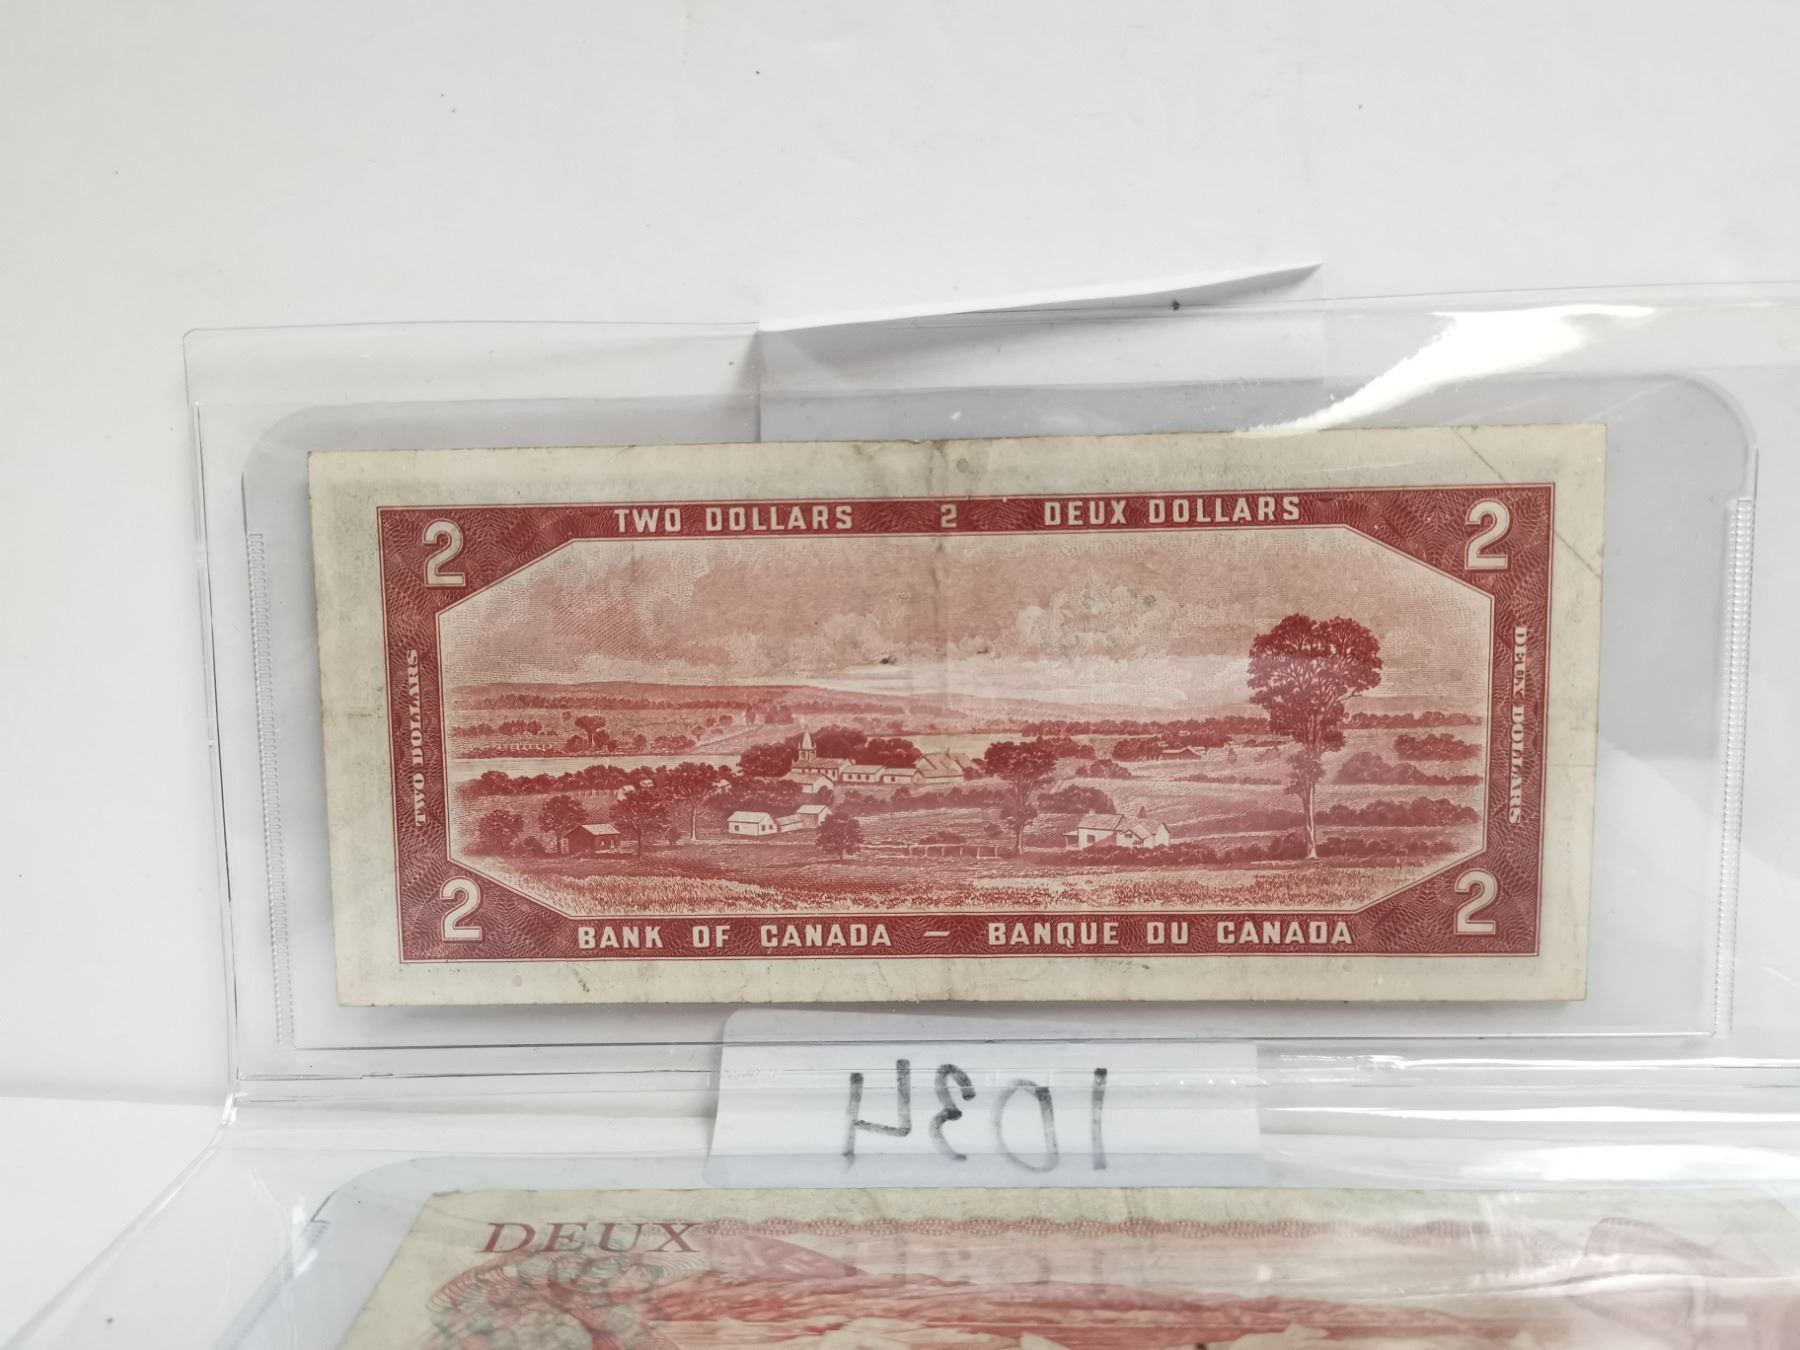 TWO DOLLARS 2 DEUX DOLLARS
2 2
TWO DOLLARS
DEUX DOLLARS
2 2
BANK OF CANADA — BANQUE DU CANADA
1034
DEUX